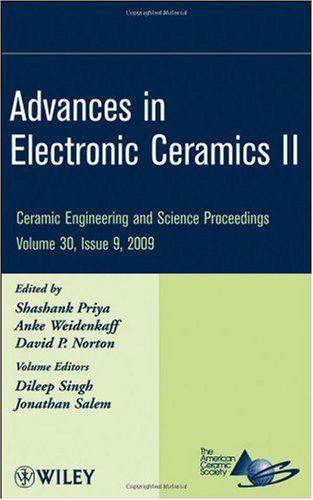 Advances in
Electronic Ceramics II
Ceramic Engineering and Science Proceedings
Volume 30, Issue 9, 2009
Edited by
Shashank Priya
Anke Weidenkaff
David P. Norton
Volume Editors
Dileep Singh
Jonathan Salem
The
American
Ceramic
Society
WILEY